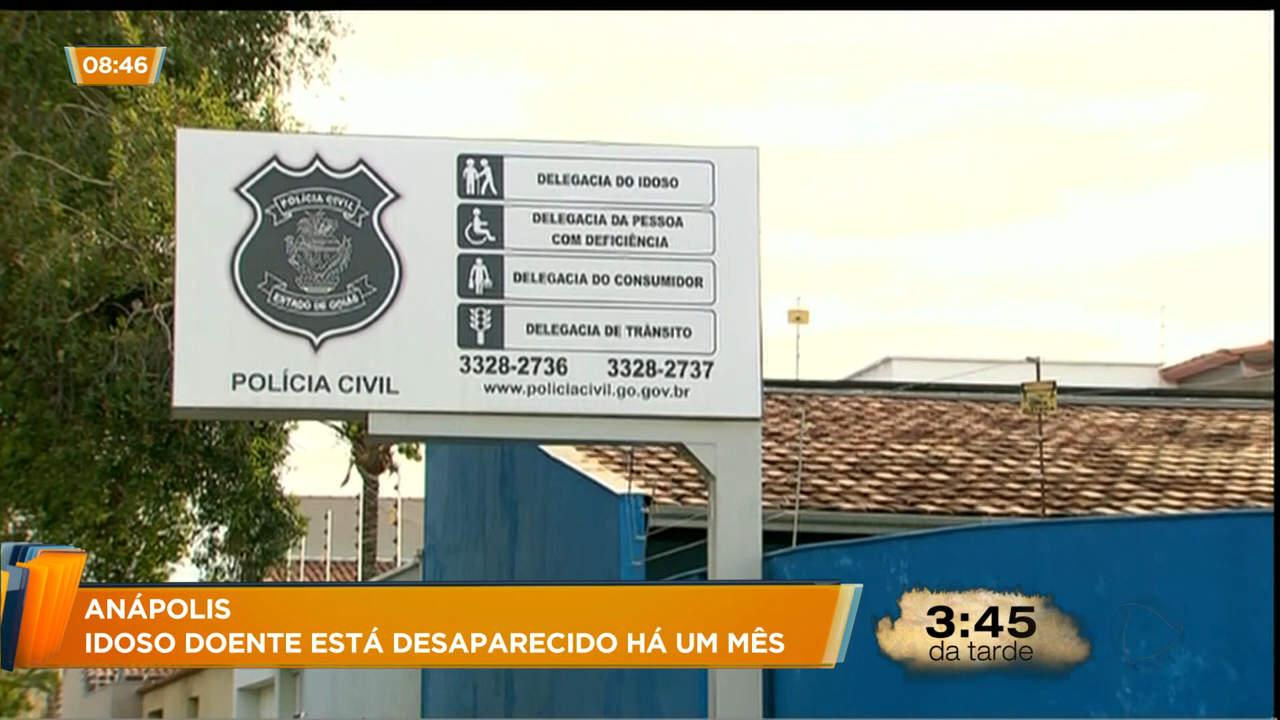 08:46
POLÍCIA CIVIL
ESTADO DE GOIÁS
POLÍCIA CIVIL
DELEGACIA DO IDOSO
DELEGACIA DA PESSOA
COM DEFICIÊNCIA
DELEGACIA DO CONSUMIDOR
DELEGACIA DE TRÂNSITO
3328-2736 3328-2737
www.policiacivil.go.gov.br
ANÁPOLIS
IDOSO DOENTE ESTÁ DESAPARECIDO HÁ UM MÊS
3:45
da tarde